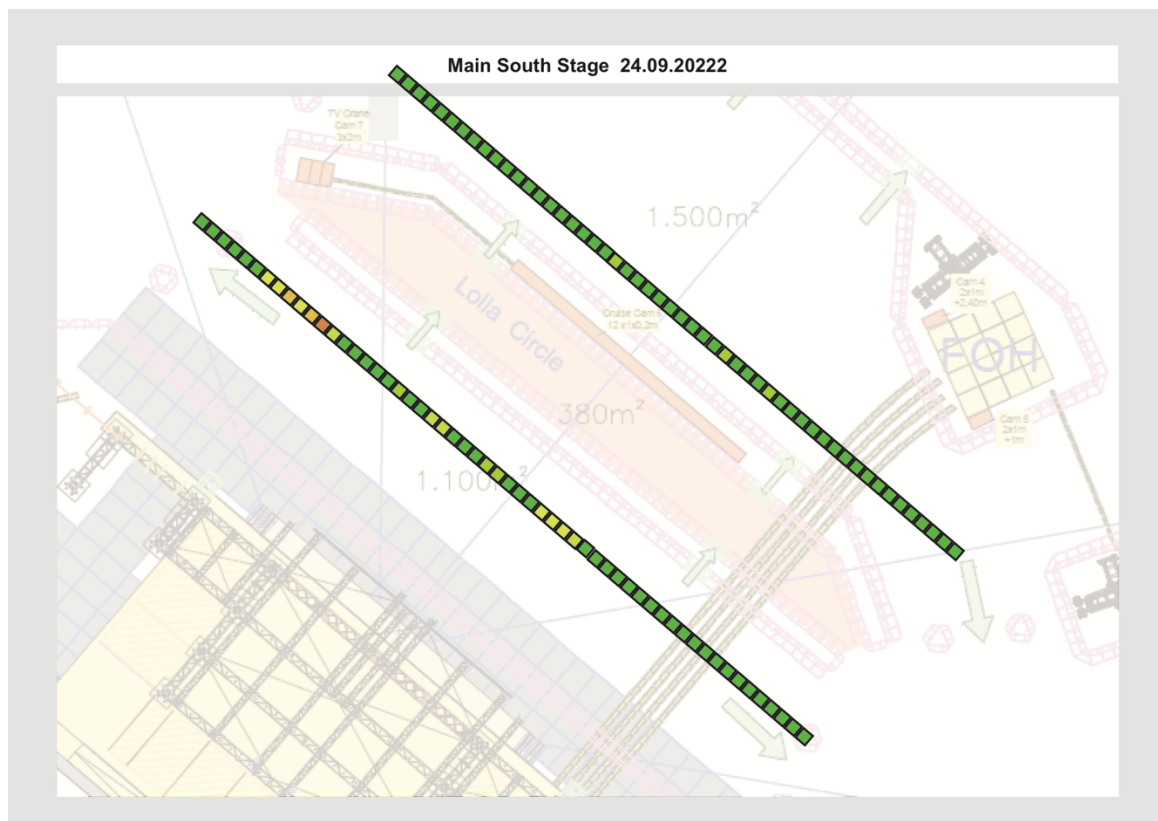 Main South Stage  24.09.20222
TV Crane
Cam 7
3x2m
1.500m²
Cam 4
2x1m
+2,40m
Lolla Circle
Cruise Cam 6
12 x1x0,2m
FOH
380m²
Cam 5
2x1m
+1m
1.100m²